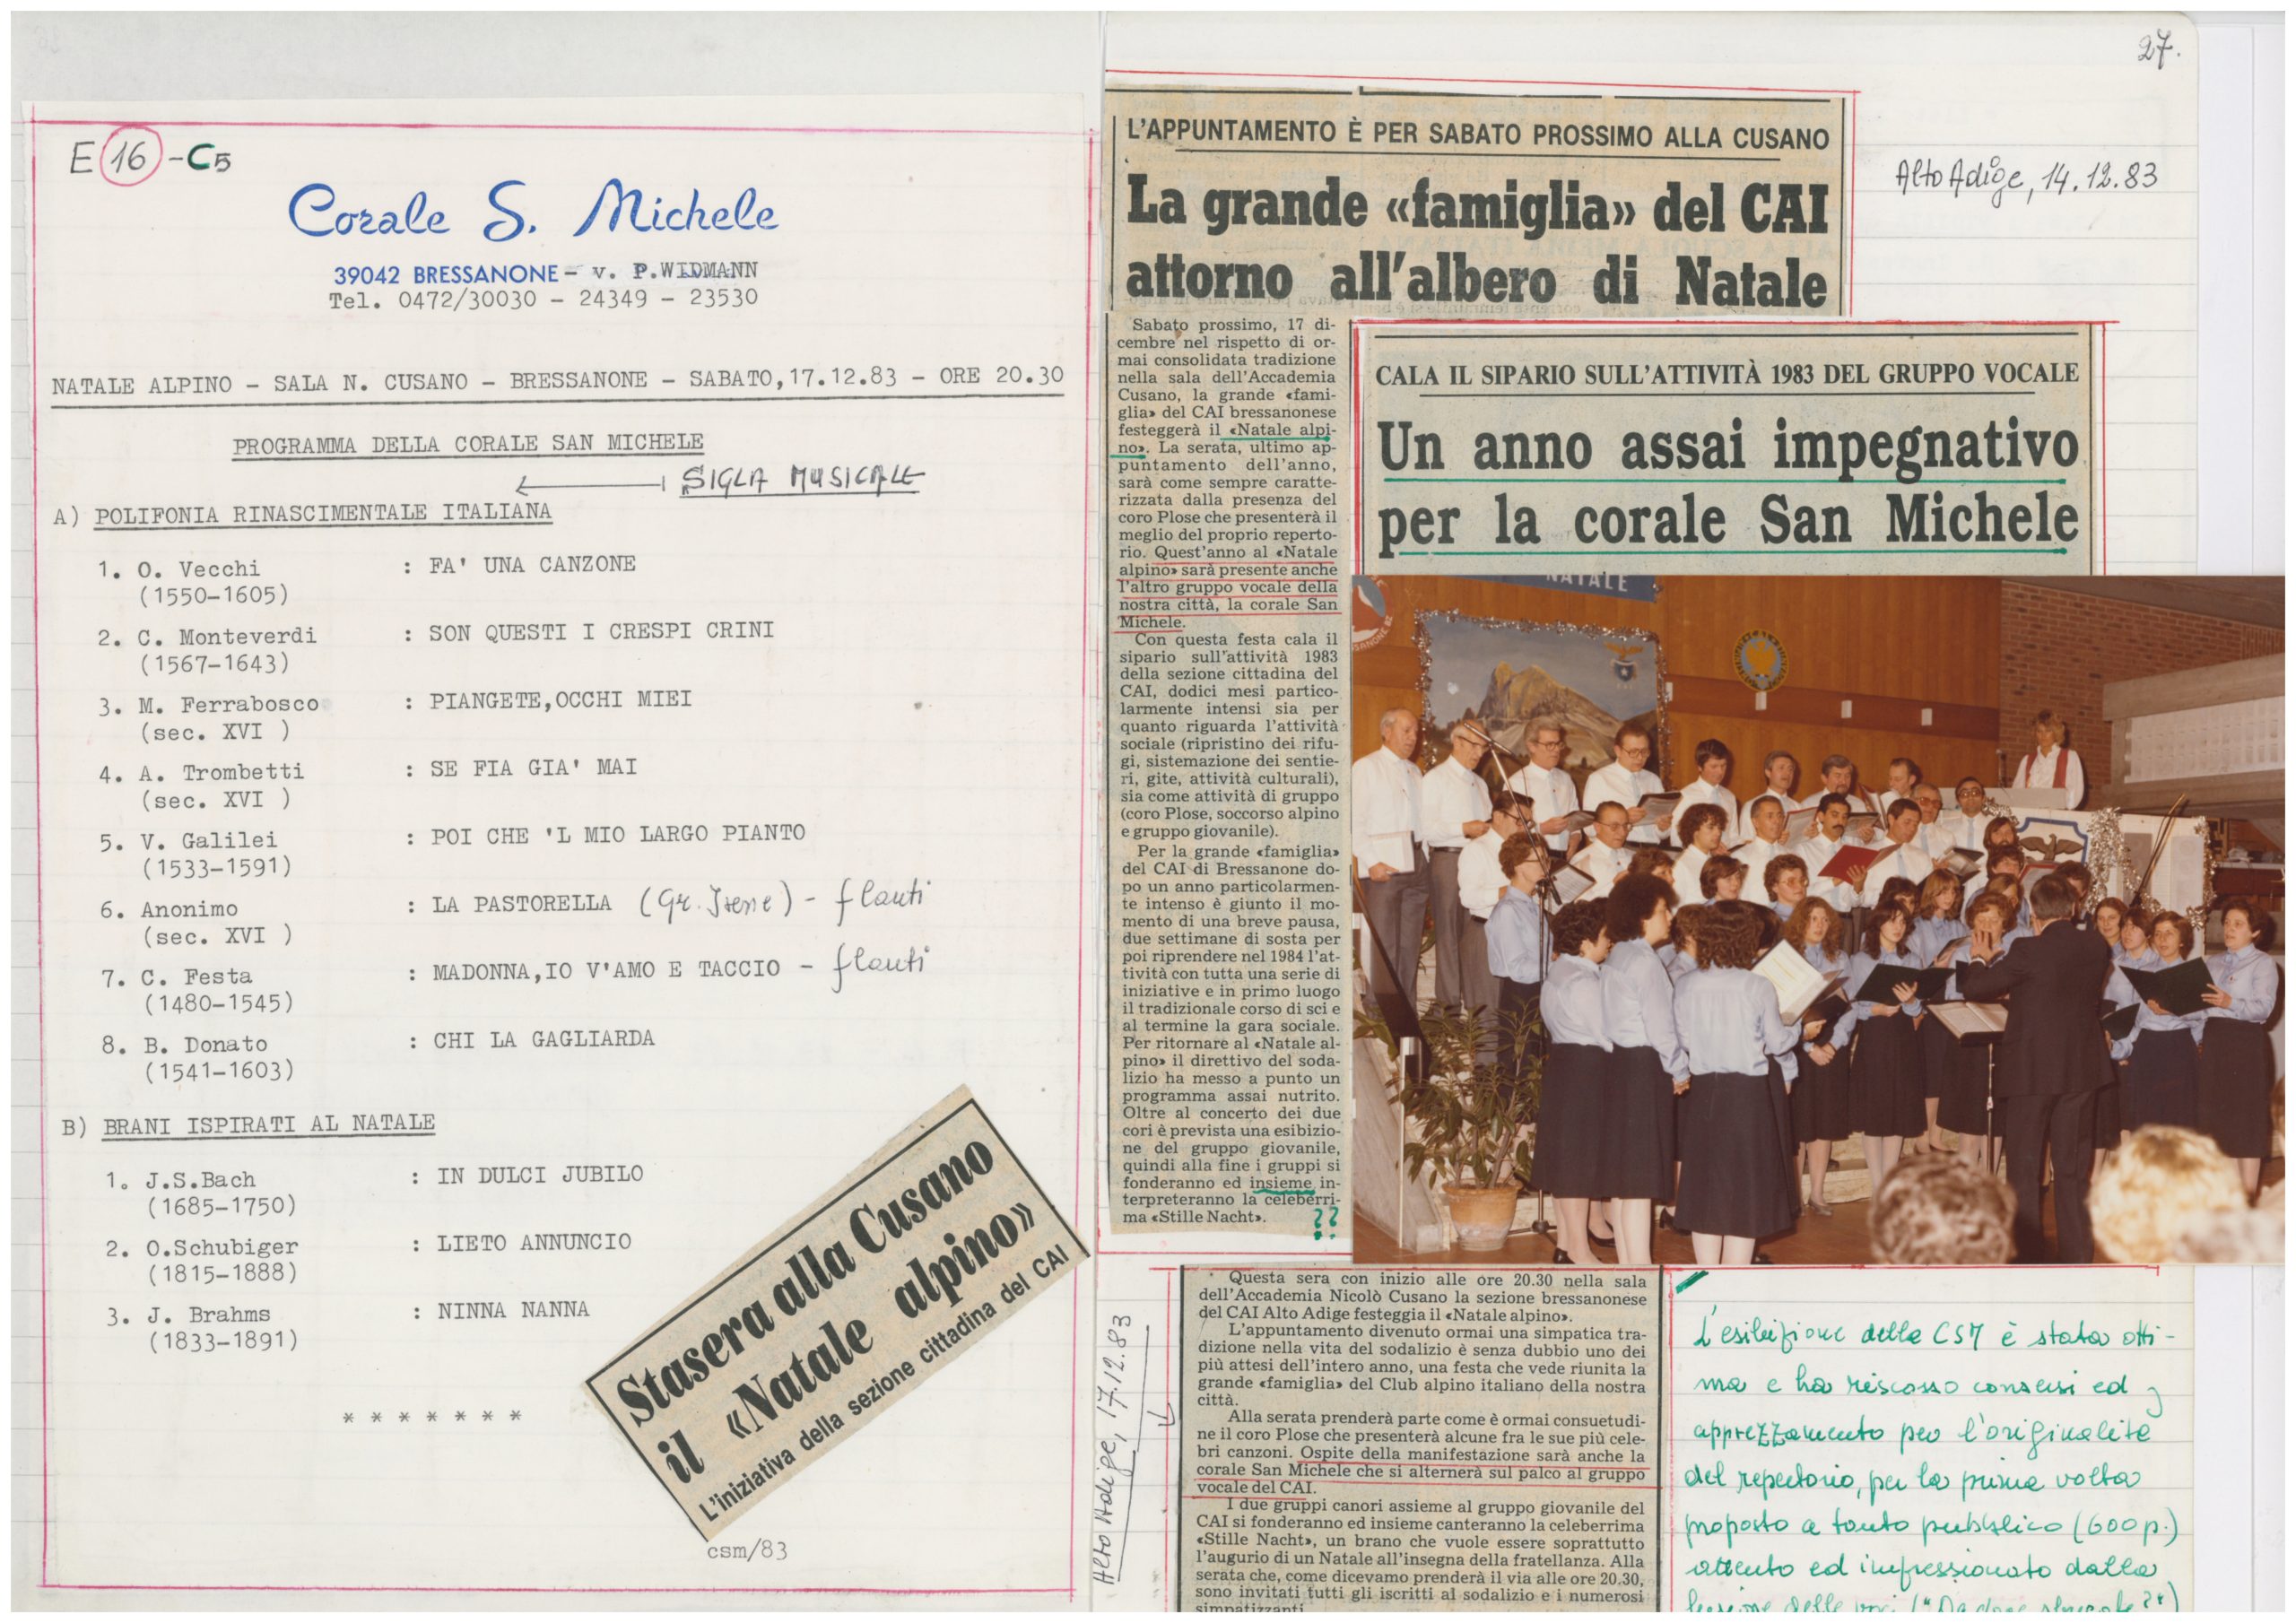 E 16 - C5
Corale S. Michele
39042 BRESSANONE - v. P.WIDMANN
Tel. 0472/30030 - 24349 - 23530
NATALE ALPINO - SALA N. CUSANO - BRESSANONE - SABATO,17.12.83 - ORE 20.30
PROGRAMMA DELLA CORALE SAN MICHELE
SIGLA MUSICALE
A) POLIFONIA RINASCIMENTALE ITALIANA
1. O. Vecchi : FA' UNA CANZONE
(1550-1605)
2. C. Monteverdi : SON QUESTI I CRESPI CRINI
(1567-1643)
3. M. Ferrabosco : PIANGETE,OCCHI MIEI
(sec. XVI )
4. A. Trombetti : SE FIA GIA' MAI
(sec. XVI )
5. V. Galilei : POI CHE 'L MIO LARGO PIANTO
(1533-1591)
6. Anonimo : LA PASTORELLA (Gr. Irene) - flauti
(sec. XVI )
7. C. Festa : MADONNA,IO V'AMO E TACCIO - flauti
(1480-1545)
8. B. Donato : CHI LA GAGLIARDA
(1541-1603)
B) BRANI ISPIRATI AL NATALE
1. J.S.Bach : IN DULCI JUBILO
(1685-1750)
2. O.Schubiger : LIETO ANNUNCIO
(1815-1888)
3. J. Brahms : NINNA NANNA
(1833-1891)
* * * * * * *
csm/83
Stasera alla Cusano
il «Natale alpino»
L'iniziativa della sezione cittadina del CAI
27.
L'APPUNTAMENTO È PER SABATO PROSSIMO ALLA CUSANO
La grande «famiglia» del CAI
attorno all'albero di Natale
Alto Adige, 14.12.83
Sabato prossimo, 17 di-
cembre nel rispetto di or-
mai consolidata tradizione
nella sala dell'Accademia
Cusano, la grande «fami-
glia» del CAI bressanonese
festeggerà il «Natale alpi-
no». La serata, ultimo ap-
puntamento dell'anno,
sarà come sempre caratte-
rizzata dalla presenza del
coro Plose che presenterà il
meglio del proprio reperto-
rio. Quest'anno al «Natale
alpino» sarà presente anche
l'altro gruppo vocale della
nostra città, la corale San
Michele.
Con questa festa cala il
sipario sull'attività 1983
della sezione cittadina del
CAI, dodici mesi partico-
larmente intensi sia per
quanto riguarda l'attività
sociale (ripristino dei rifu-
gi, sistemazione dei sentie-
ri, gite, attività culturali),
sia come attività di gruppo
(coro Plose, soccorso alpino
e gruppo giovanile).
Per la grande «famiglia»
del CAI di Bressanone do-
po un anno particolarmen-
te intenso è giunto il mo-
mento di una breve pausa,
due settimane di sosta per
poi riprendere nel 1984 l'at-
tività con tutta una serie di
iniziative e in primo luogo
il tradizionale corso di sci e
al termine la gara sociale.
Per ritornare al «Natale al-
pino» il direttivo del soda-
lizio ha messo a punto un
programma assai nutrito.
Oltre al concerto dei due
cori è prevista una esibizio-
ne del gruppo giovanile,
quindi alla fine i gruppi si
fonderanno ed insieme in-
terpreteranno la celeberri-
ma «Stille Nacht». ??
CALA IL SIPARIO SULL'ATTIVITÀ 1983 DEL GRUPPO VOCALE
Un anno assai impegnativo
per la corale San Michele
NATALE
Alto Adige, 17.12.83
Questa sera con inizio alle ore 20.30 nella sala
dell'Accademia Nicolò Cusano la sezione bressanonese
del CAI Alto Adige festeggia il «Natale alpino».
L'appuntamento divenuto ormai una simpatica tra-
dizione nella vita del sodalizio è senza dubbio uno dei
più attesi dell'intero anno, una festa che vede riunita la
grande «famiglia» del Club alpino italiano della nostra
città.
Alla serata prenderà parte come è ormai consuetudi-
ne il coro Plose che presenterà alcune fra le sue più cele-
bri canzoni. Ospite della manifestazione sarà anche la
corale San Michele che si alternerà sul palco al gruppo
vocale del CAI.
I due gruppi canori assieme al gruppo giovanile del
CAI si fonderanno ed insieme canteranno la celeberrima
«Stille Nacht», un brano che vuole essere soprattutto
l'augurio di un Natale all'insegna della fratellanza. Alla
serata che, come dicevamo prenderà il via alle ore 20.30,
sono invitati tutti gli iscritti al sodalizio e i numerosi
simpatizzanti.
L'esibizione della CSM è stata otti-
ma e ha riscosso consensi ed
apprezzamento per l'originalità
del repertorio, per la prima volta
proposto a tanto pubblico (600 p.)
attento ed impressionato dalla